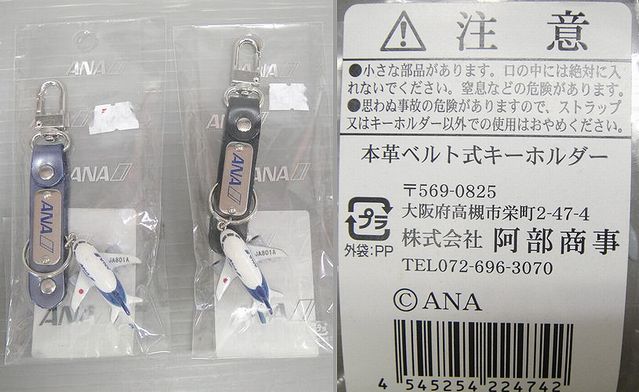 ANA
ANA
ANA
ANA
ANA
JA801A
ANA
JA801A
注 意
●小さな部品があります。口の中には絶対に入
れないでください。窒息などの危険があります。
●思わぬ事故の危険がありますので、ストラップ
又はキーホルダー以外での使用はおやめください。
本革ベルト式キーホルダー
〒569-0825
大阪府高槻市栄町2-47-4
プラ
外袋:PP
株式会社 阿部商事
TEL072-696-3070
©ANA
4 545254 224742